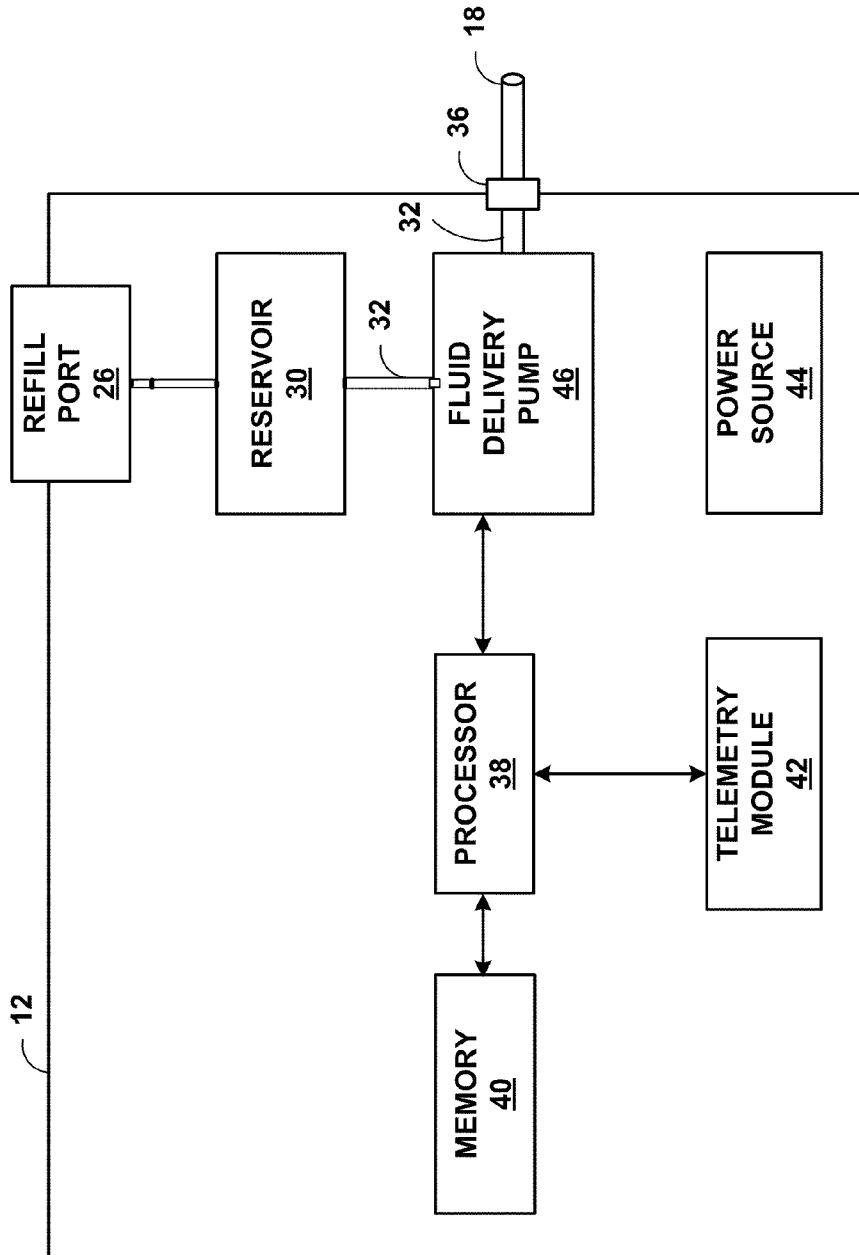 12
REFILL
PORT
26
RESERVOIR
30
32
FLUID
DELIVERY
PUMP
46
32
36
18
MEMORY
40
PROCESSOR
38
TELEMETRY
MODULE
42
POWER
SOURCE
44